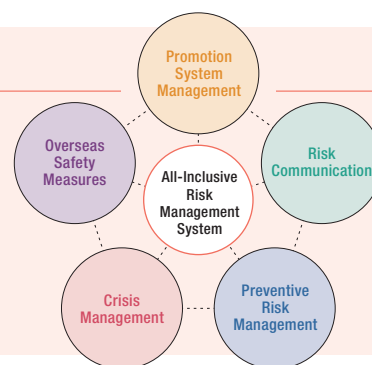 Promotion
System
Management
Overseas
Safety
Measures
Risk
Communication
All-Inclusive
Risk
Management
System
Crisis
Management
Preventive
Risk
Management